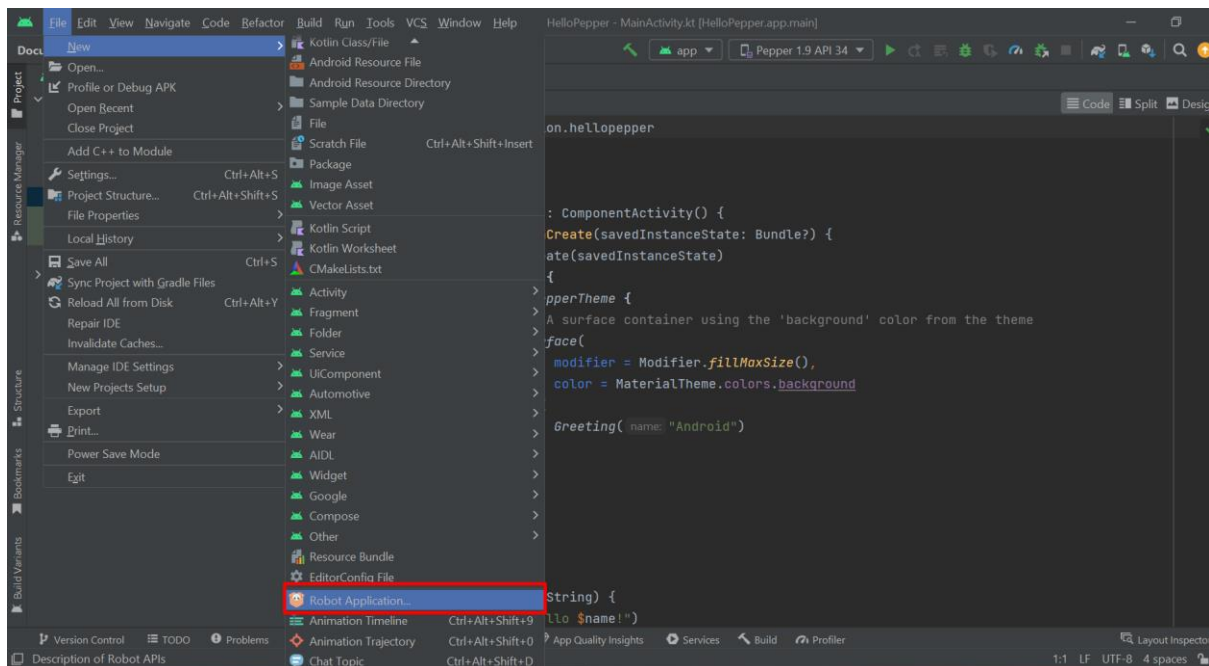 File Edit View Navigate Code Refactor Build Run Tools VCS Window Help HelloPepper - MainActivity.kt [HelloPepper.app.main]
app Pepper 1.9 API 34
Project
Resource Manager
Structure
Bookmarks
Build Variants
New
Open...
Profile or Debug APK
Open Recent
Close Project
Add C++ to Module
Settings... Ctrl+Alt+S
Project Structure... Ctrl+Alt+Shift+S
File Properties
Local History
Save All Ctrl+S
Sync Project with Gradle Files
Reload All from Disk Ctrl+Alt+Y
Repair IDE
Invalidate Caches...
Manage IDE Settings
New Projects Setup
Export
Print...
Power Save Mode
Exit
Kotlin Class/File
Android Resource File
Android Resource Directory
Sample Data Directory
File
Scratch File Ctrl+Alt+Shift+Insert
Package
Image Asset
Vector Asset
Kotlin Script
Kotlin Worksheet
CMakeLists.txt
Activity
Fragment
Folder
Service
UiComponent
Automotive
XML
Wear
AIDL
Widget
Google
Compose
Other
Resource Bundle
EditorConfig File
Robot Application...
Animation Timeline Ctrl+Alt+Shift+9
Animation Trajectory Ctrl+Alt+Shift+0
Chat Topic Ctrl+Alt+Shift+D
Code Split Desig
on.hellopepper
: ComponentActivity() {
Create(savedInstanceState: Bundle?) {
ate(savedInstanceState)
{
pperTheme {
A surface container using the 'background' color from the theme
face(
modifier = Modifier.fillMaxSize(),
color = MaterialTheme.colors.background
Greeting( name: "Android")
String) {
llo $name!")
Version Control TODO Problems App Quality Insights Services Build Profiler Layout Inspecto
Description of Robot APIs 1:1 LF UTF-8 4 spaces